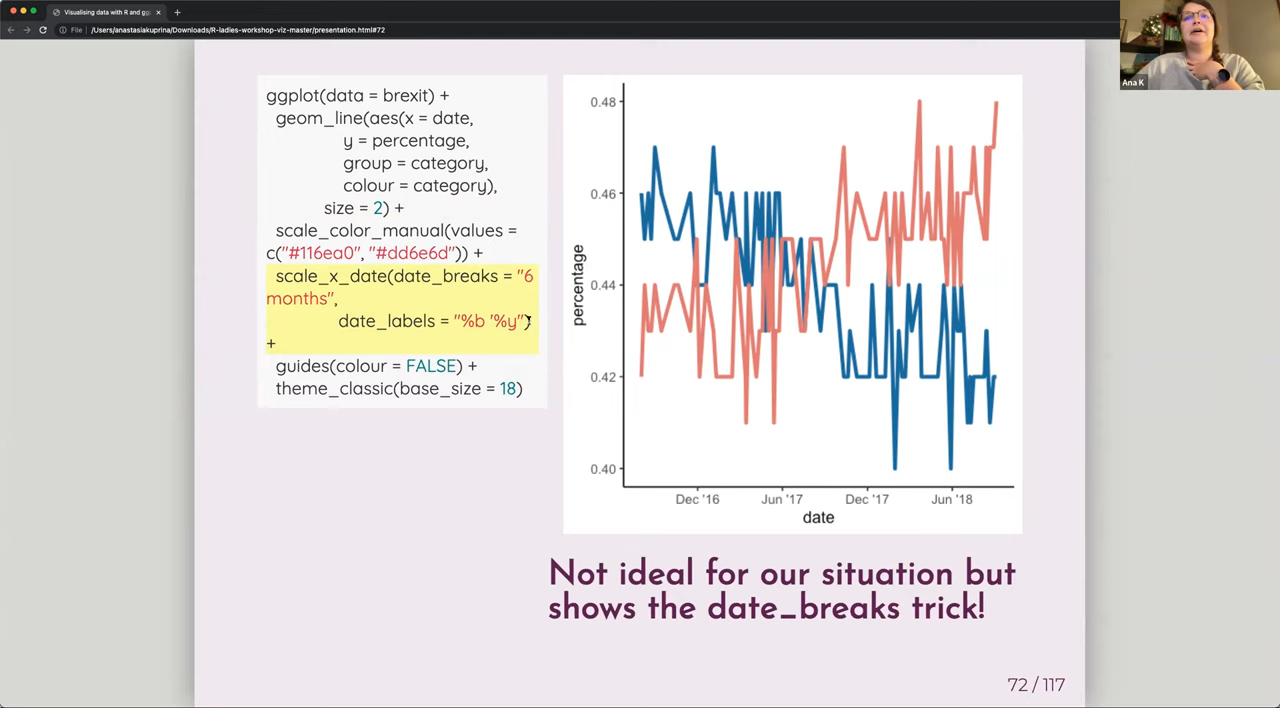 Visualising data with R and gg
File
/Users/anastasiakuprina/Downloads/R-ladies-workshop-viz-master/presentation.html#72
Ana K
ggplot(data = brexit) +
geom_line(aes(x = date,
y = percentage,
group = category,
colour = category),
size = 2) +
scale_color_manual(values =
c("#116ea0", "#dd6e6d")) +
scale_x_date(date_breaks = "6
months",
date_labels = "%b '%y")
+
guides(colour = FALSE) +
theme_classic(base_size = 18)
percentage
0.48
0.46
0.44
0.42
0.40
Dec '16 Jun '17 Dec '17 Jun '18
date
Not ideal for our situation but
shows the date_breaks trick!
72 / 117